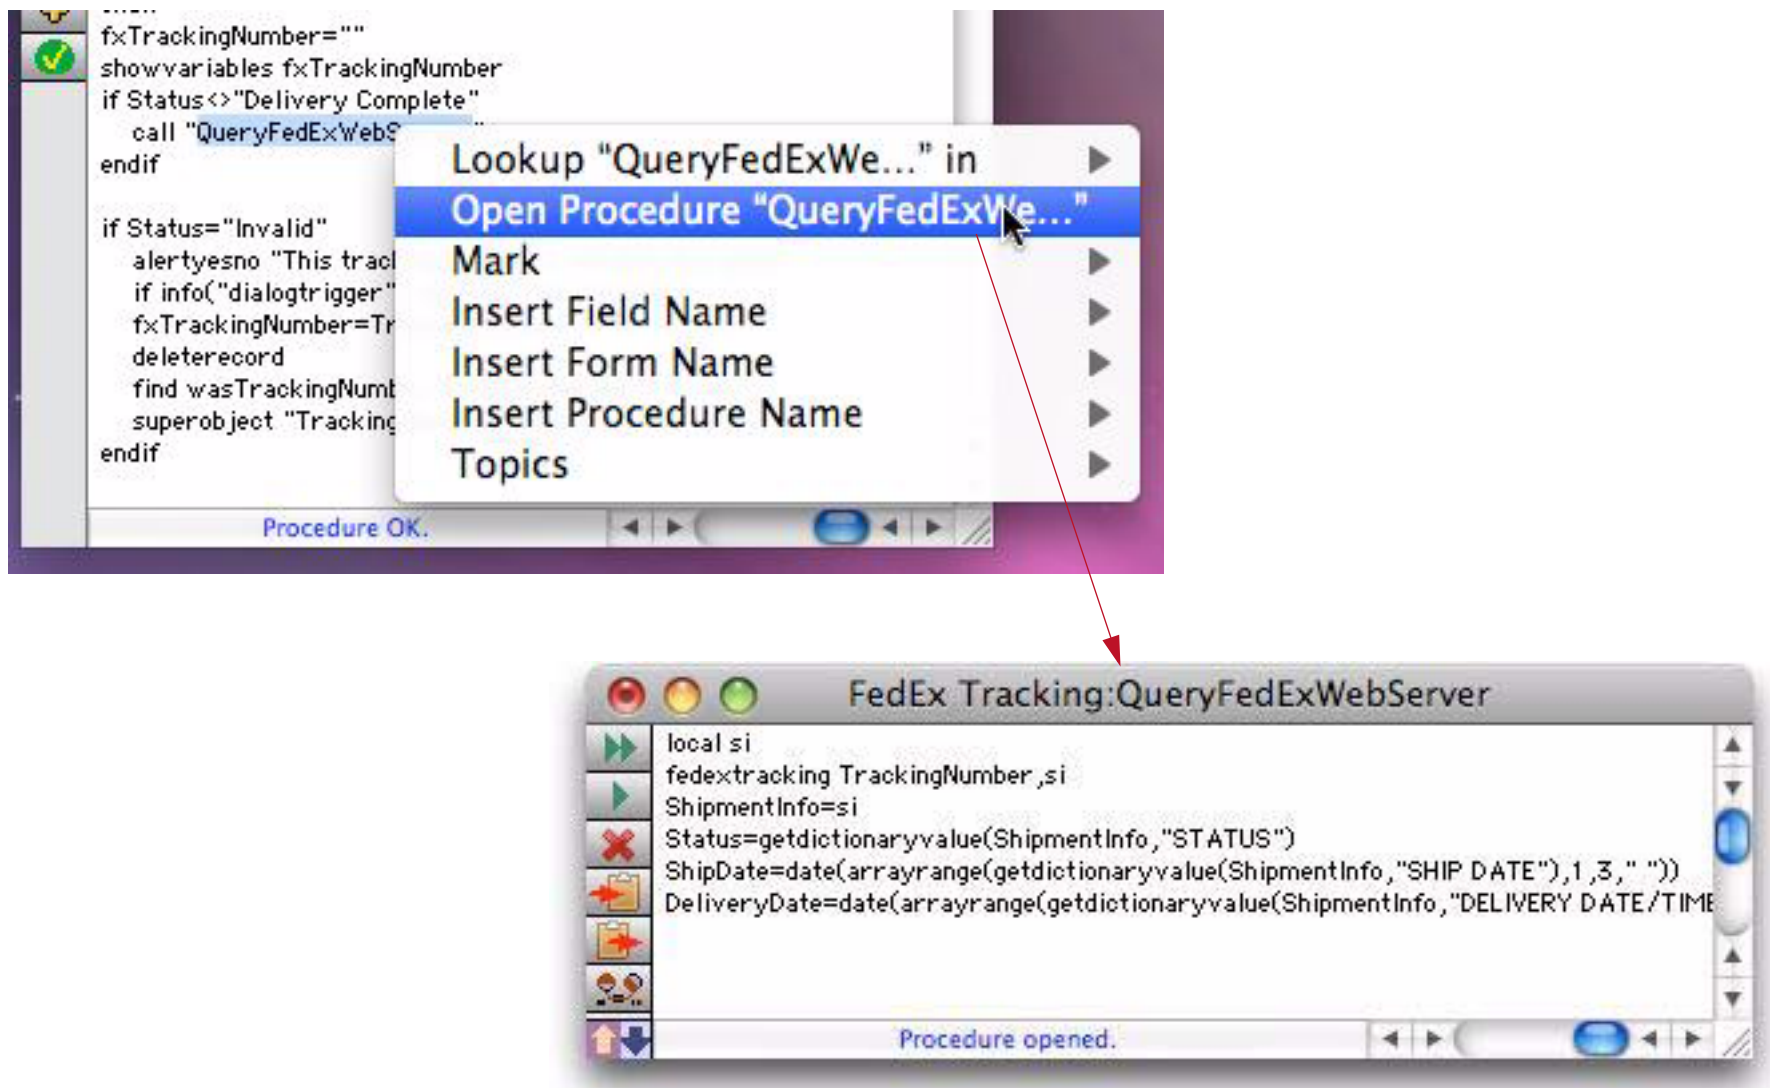 fxTrackingNumber=""
showvariables fxTrackingNumber
if Status<>"Delivery Complete"
call "QueryFedExWebS
endif
if Status="Invalid"
alertyesno "This trac
if info("dialogtrigger"
fxTrackingNumber=Tr
deleterecord
find wasTrackingNumb
superobject "Tracking
endif
Procedure OK.
Lookup “QueryFedExWe...” in
Open Procedure “QueryFedExWe...”
Mark
Insert Field Name
Insert Form Name
Insert Procedure Name
Topics
FedEx Tracking:QueryFedExWebServer
local si
fedextracking TrackingNumber,si
ShipmentInfo=si
Status=getdictionaryvalue(ShipmentInfo,"STATUS")
ShipDate=date(arrayrange(getdictionaryvalue(ShipmentInfo,"SHIP DATE"),1,3," "))
DeliveryDate=date(arrayrange(getdictionaryvalue(ShipmentInfo,"DELIVERY DATE/TIME
Procedure opened.